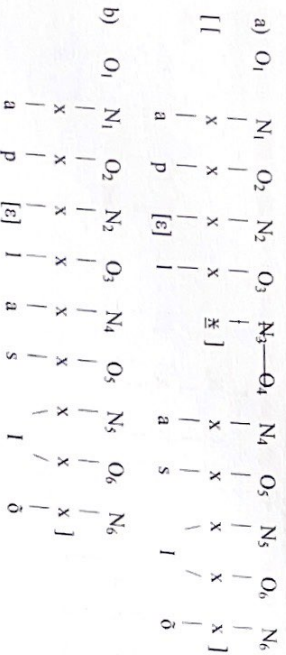 a) O₁ N₁ O₂ N₂ O₃ N₃—O₄ N₄ O₅ N₅ O₆ N₆
[ [ x x x x x ] x x x x x ]
a p [ɛ] l a s l õ
b) O₁ N₁ O₂ N₂ O₃ N₄ O₅ N₅ O₆ N₆
x x x x x x x x x ]
a p [ɛ] l a s l õ